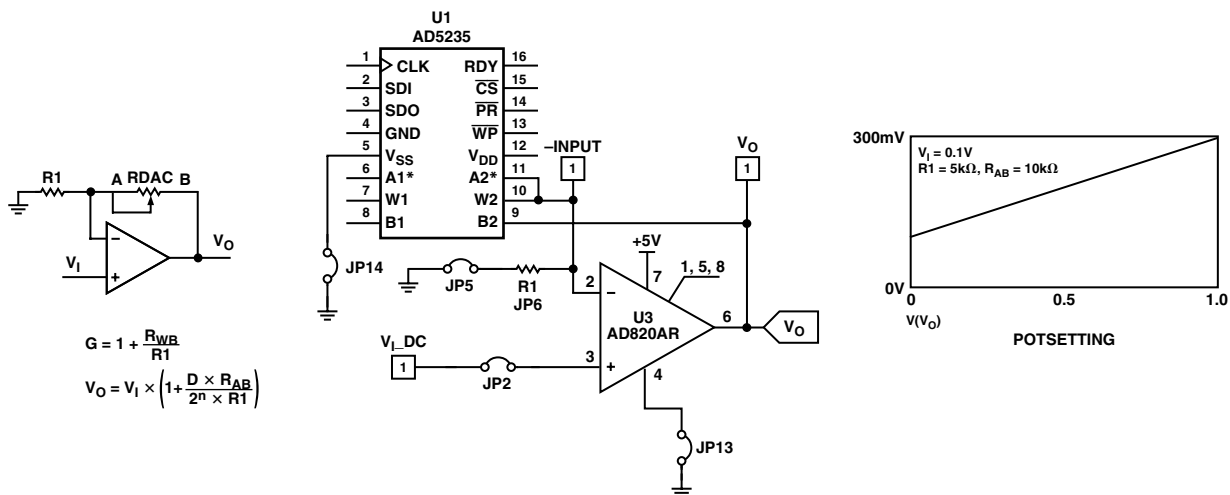 R1
A RDAC B
V_I
V_O
−
+
G = 1 + R_WB / R1
V_O = V_I × (1 + D × R_AB / 2^n × R1)
U1
AD5235
1 CLK
2 SDI
3 SDO
4 GND
5 V_SS
6 A1*
7 W1
8 B1
RDY 16
C̅S̅ 15
P̅R̅ 14
W̅P̅ 13
V_DD 12
A2* 11
W2 10
B2 9
–INPUT
1
V_O
1
JP14
JP5
R1
JP6
+5V
7
1, 5, 8
2 −
U3
AD820AR
6
V_O
V_I_DC
1
JP2
3 +
4
JP13
300mV
V_I = 0.1V
R1 = 5kΩ, R_AB = 10kΩ
0V
0 0.5 1.0
V(V_O)
POTSETTING